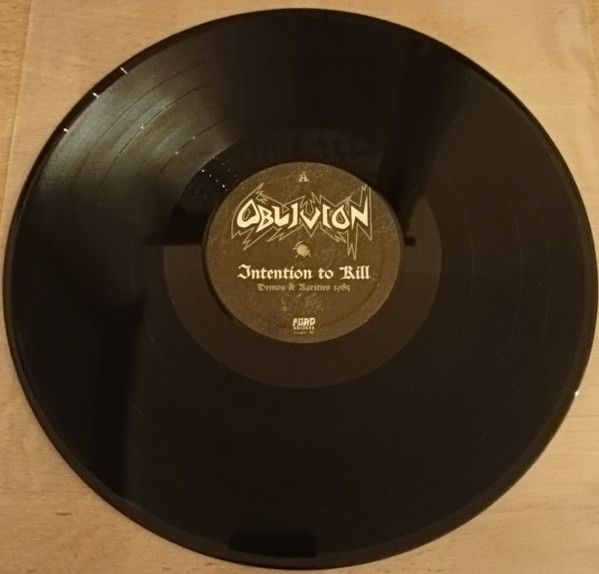 A
OBLIVION
Intention to Kill
Demos & Rarities 1985